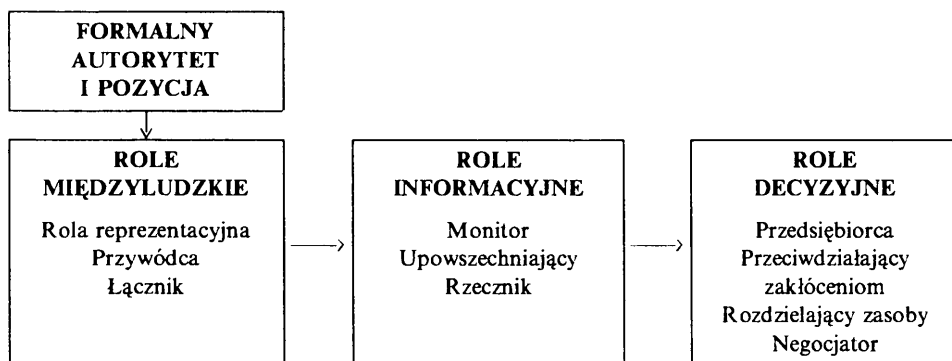 FORMALNY
AUTORYTET
I POZYCJA
ROLE
MIĘDZYLUDZKIE
Rola reprezentacyjna
Przywódca
Łącznik
ROLE
INFORMACYJNE
Monitor
Upowszechniający
Rzecznik
ROLE
DECYZYJNE
Przedsiębiorca
Przeciwdziałający
zakłóceniom
Rozdzielający zasoby
Negocjator